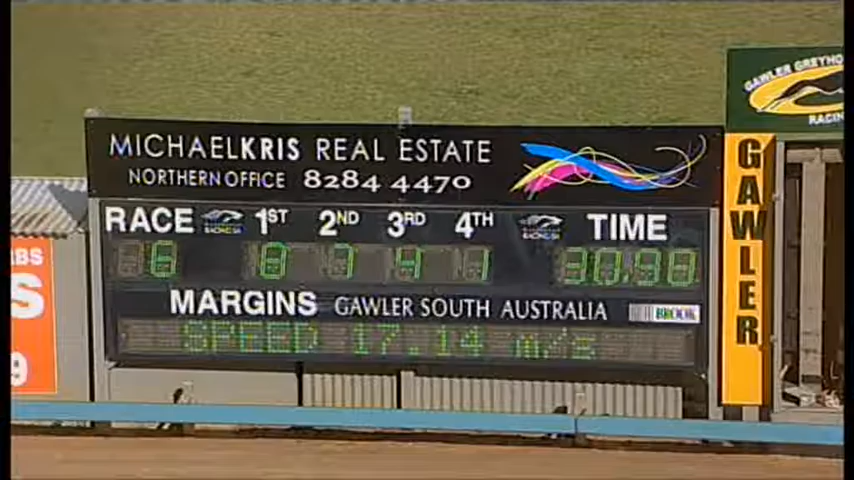 MICHAELKRIS REAL ESTATE
NORTHERN OFFICE 8284 4470
RACE 1ST 2ND 3RD 4TH TIME
6 8 7 4 1 30.98
MARGINS GAWLER SOUTH AUSTRALIA
SPEED 17.14 m/s
GAWLER
RACING